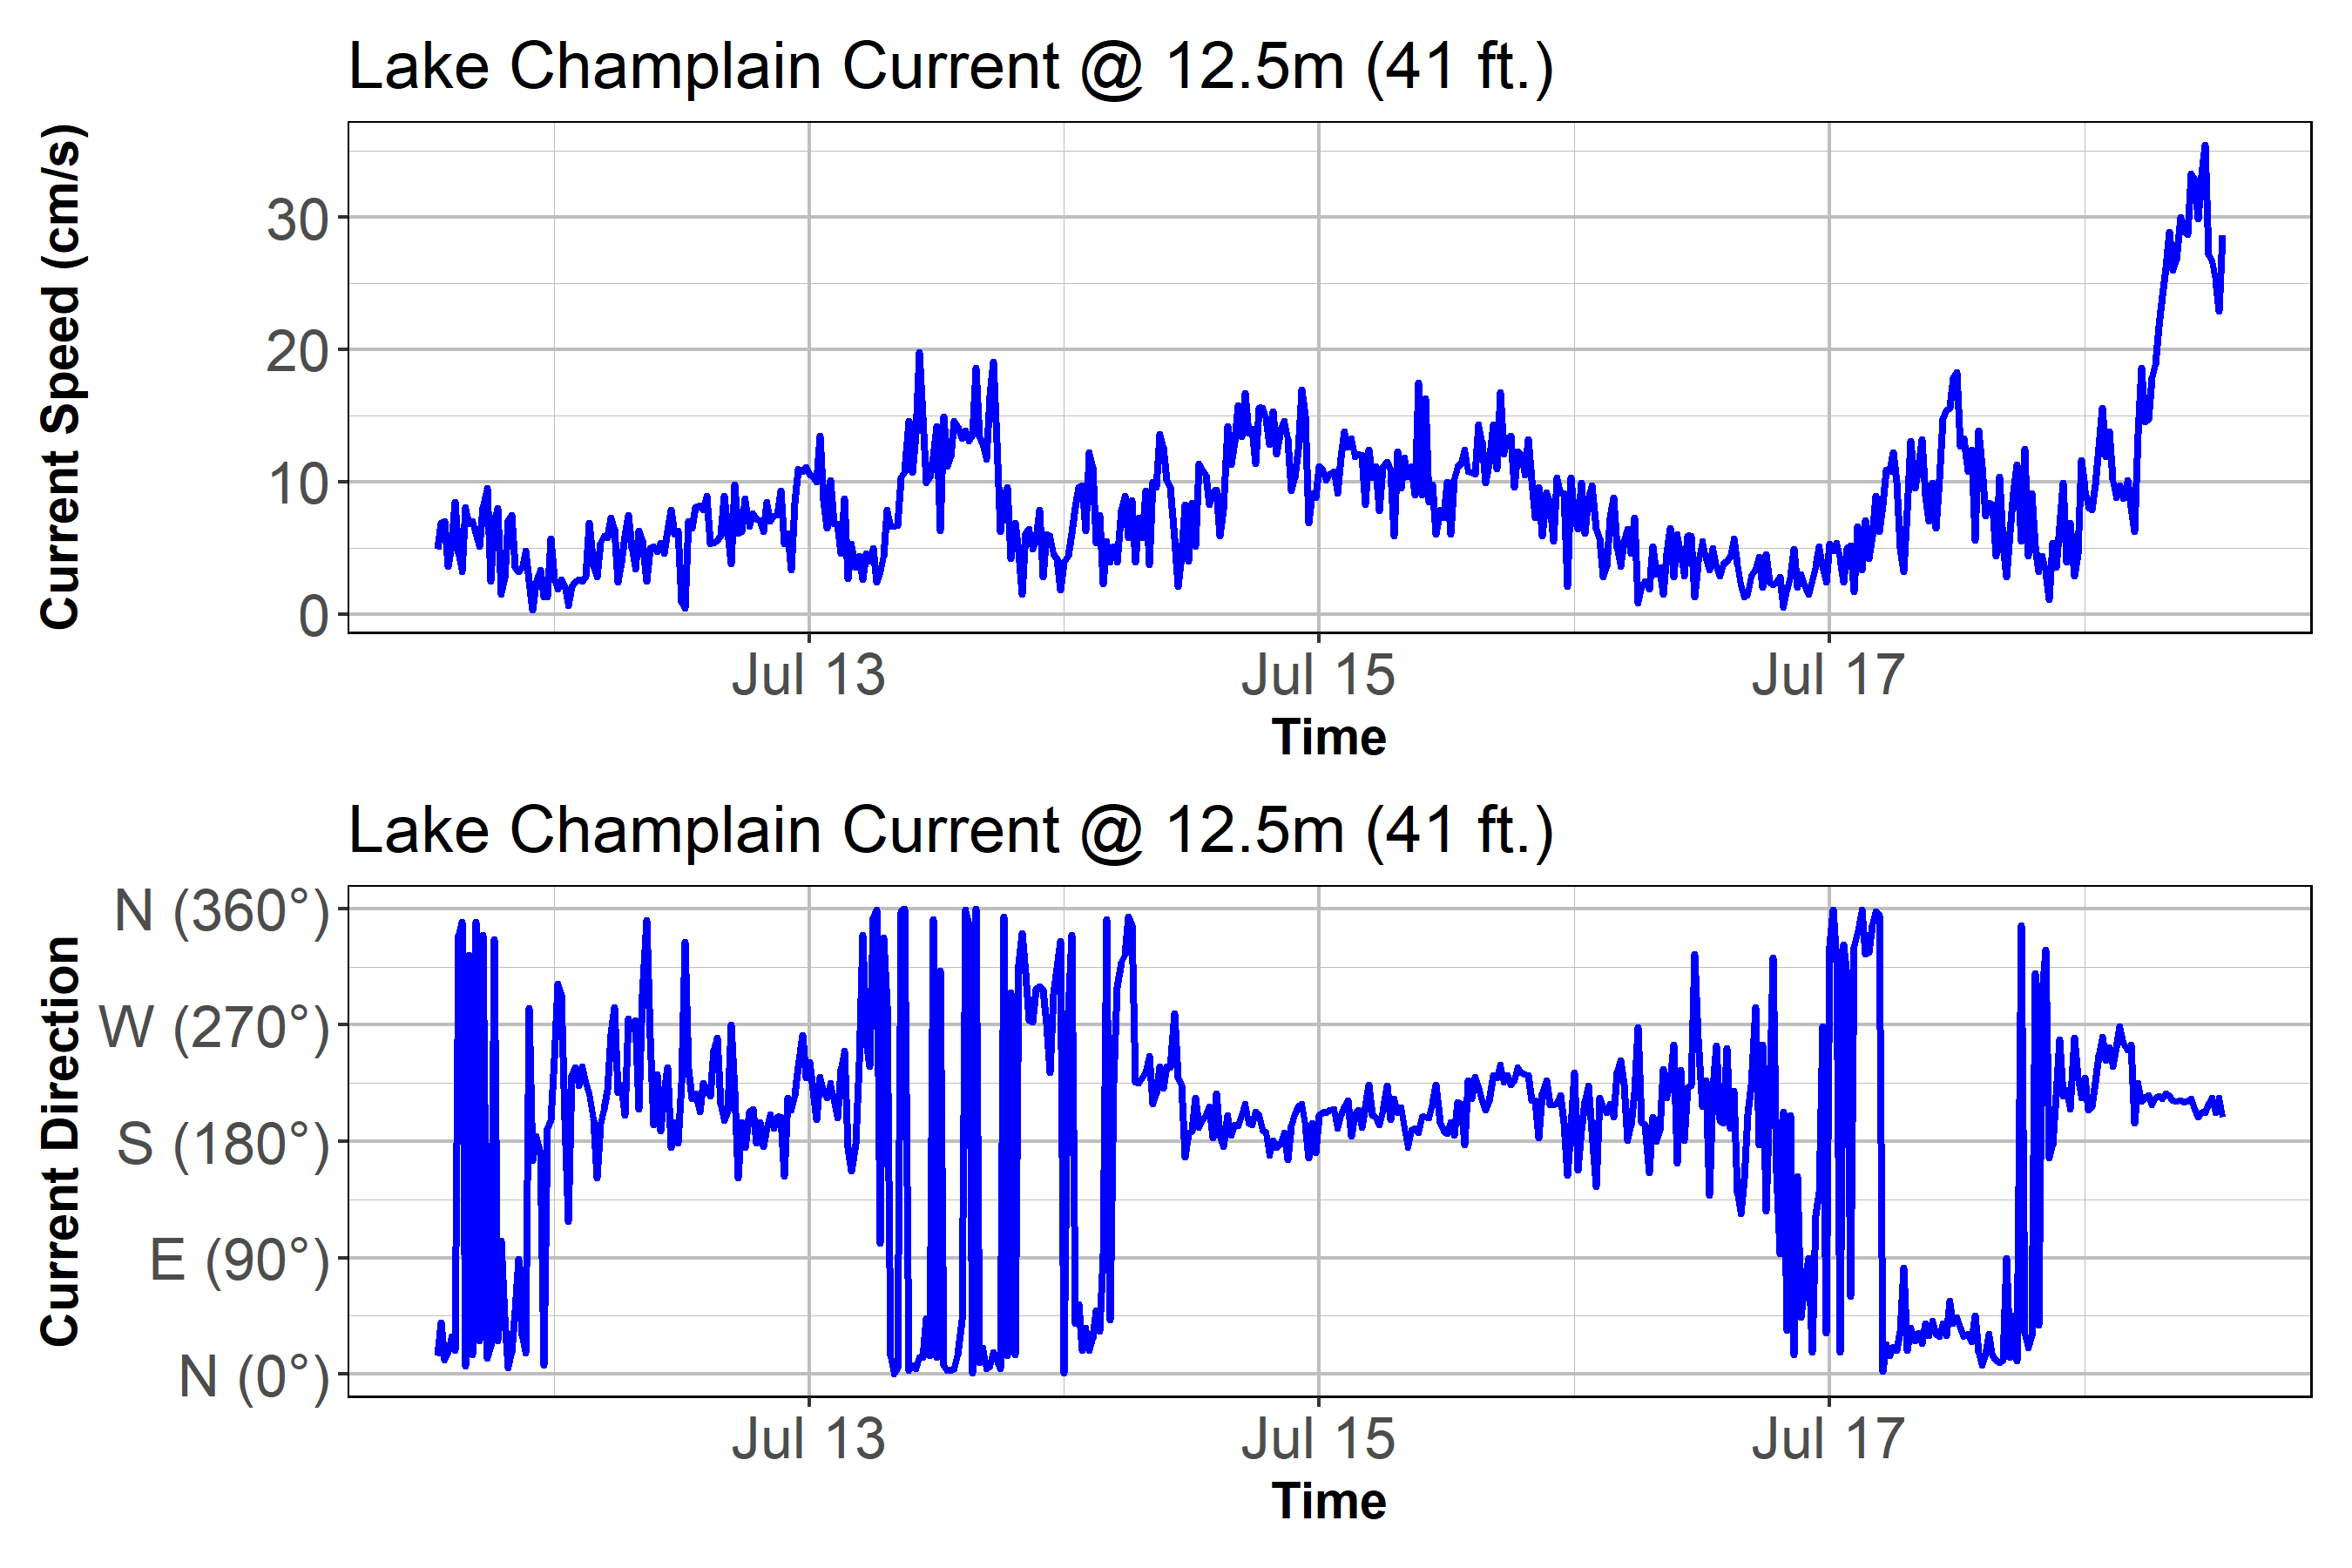 Lake Champlain Current @ 12.5m (41 ft.)
Current Speed (cm/s)
30
20
10
0
Jul 13 Jul 15 Jul 17
Time
Lake Champlain Current @ 12.5m (41 ft.)
Current Direction
N (360°)
W (270°)
S (180°)
E (90°)
N (0°)
Jul 13 Jul 15 Jul 17
Time